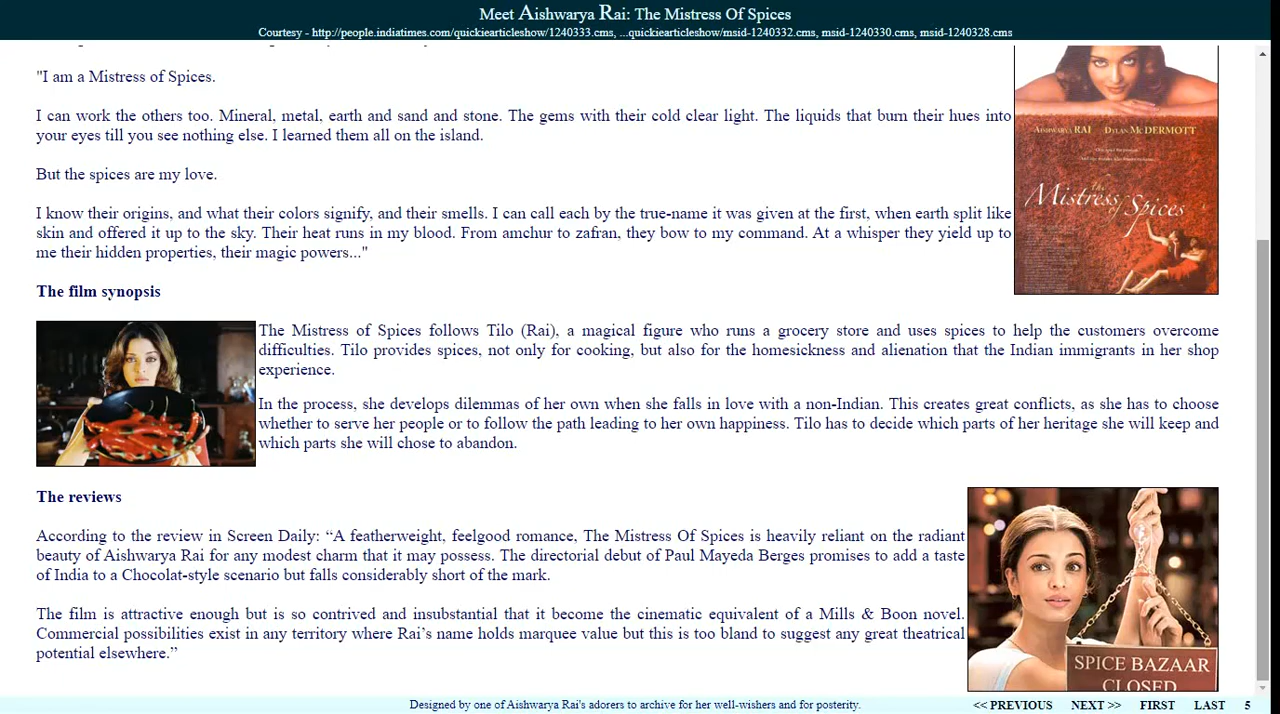 Meet Aishwarya Rai: The Mistress Of Spices
Courtesy - http://people.indiatimes.com/quickiearticleshow/1240333.cms, ...quickiearticleshow/msid-1240332.cms, msid-1240330.cms, msid-1240328.cms
"I am a Mistress of Spices.
I can work the others too. Mineral, metal, earth and sand and stone. The gems with their cold clear light. The liquids that burn their hues into
your eyes till you see nothing else. I learned them all on the island.
But the spices are my love.
I know their origins, and what their colors signify, and their smells. I can call each by the true-name it was given at the first, when earth split like
skin and offered it up to the sky. Their heat runs in my blood. From amchur to zafran, they bow to my command. At a whisper they yield up to
me their hidden properties, their magic powers..."
AISHWARYA RAI DYLAN MCDERMOTT
the
Mistress
of Spices
The film synopsis
The Mistress of Spices follows Tilo (Rai), a magical figure who runs a grocery store and uses spices to help the customers overcome
difficulties. Tilo provides spices, not only for cooking, but also for the homesickness and alienation that the Indian immigrants in her shop
experience.
In the process, she develops dilemmas of her own when she falls in love with a non-Indian. This creates great conflicts, as she has to choose
whether to serve her people or to follow the path leading to her own happiness. Tilo has to decide which parts of her heritage she will keep and
which parts she will chose to abandon.
The reviews
According to the review in Screen Daily: “A featherweight, feelgood romance, The Mistress Of Spices is heavily reliant on the radiant
beauty of Aishwarya Rai for any modest charm that it may possess. The directorial debut of Paul Mayeda Berges promises to add a taste
of India to a Chocolat-style scenario but falls considerably short of the mark.
The film is attractive enough but is so contrived and insubstantial that it become the cinematic equivalent of a Mills & Boon novel.
Commercial possibilities exist in any territory where Rai’s name holds marquee value but this is too bland to suggest any great theatrical
potential elsewhere.”
SPICE BAZAAR
CLOSED
Designed by one of Aishwarya Rai's adorers to archive for her well-wishers and for posterity.
<< PREVIOUS NEXT >> FIRST LAST 5